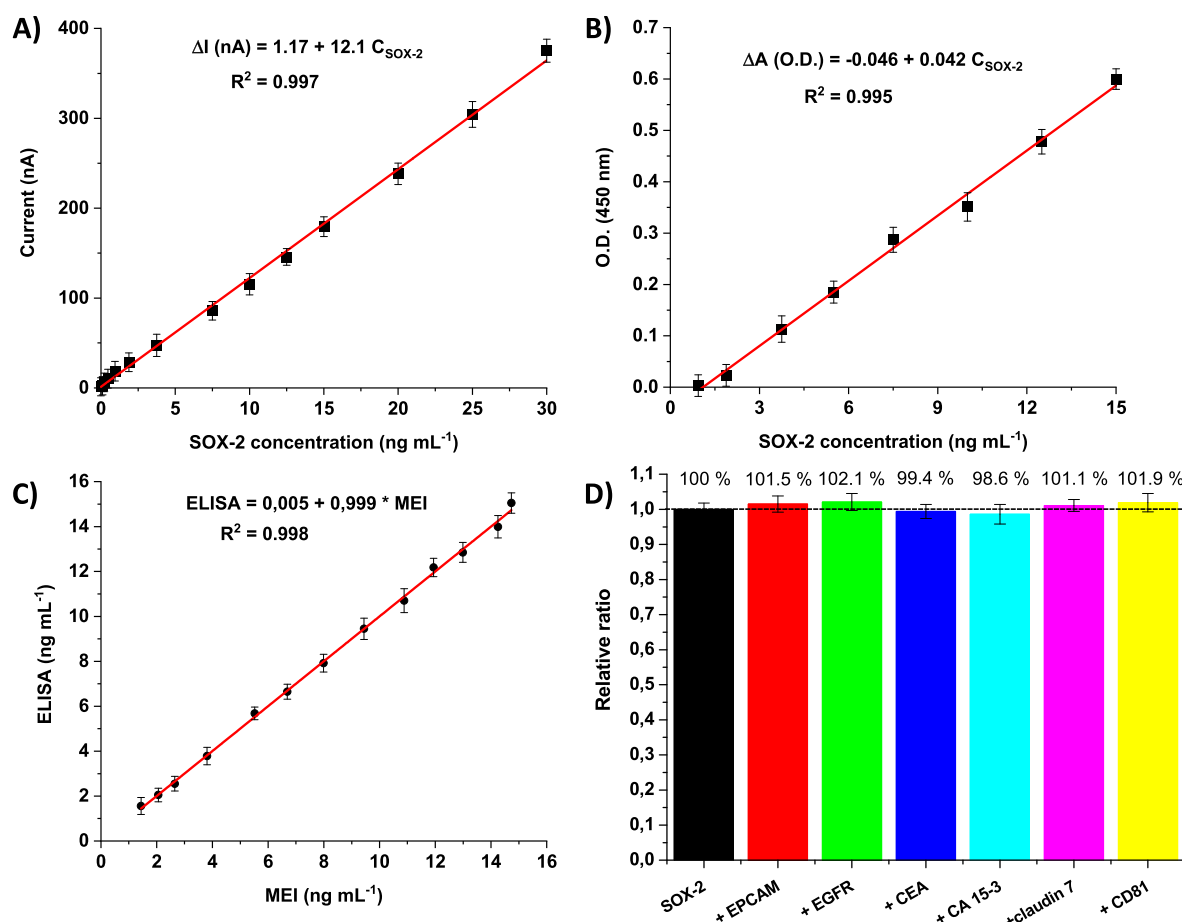 A)
ΔI (nA) = 1.17 + 12.1 C_SOX-2
R² = 0.997
400
300
200
100
0
Current (nA)
0 5 10 15 20 25 30
SOX-2 concentration (ng mL⁻¹)
B)
ΔA (O.D.) = -0.046 + 0.042 C_SOX-2
R² = 0.995
0.7
0.6
0.5
0.4
0.3
0.2
0.1
0.0
O.D. (450 nm)
0 3 6 9 12 15
SOX-2 concentration (ng mL⁻¹)
C)
ELISA = 0,005 + 0,999 * MEI
R² = 0.998
16
14
12
10
8
6
4
2
0
ELISA (ng mL⁻¹)
0 2 4 6 8 10 12 14 16
MEI (ng mL⁻¹)
D)
100 % 101.5 % 102.1 % 99.4 % 98.6 % 101.1 % 101.9 %
1,1
1,0
0,9
0,8
0,7
0,6
0,5
0,4
0,3
0,2
0,1
0,0
Relative ratio
SOX-2
+ EPCAM
+ EGFR
+ CEA
+ CA 15-3
+claudin 7
+ CD81